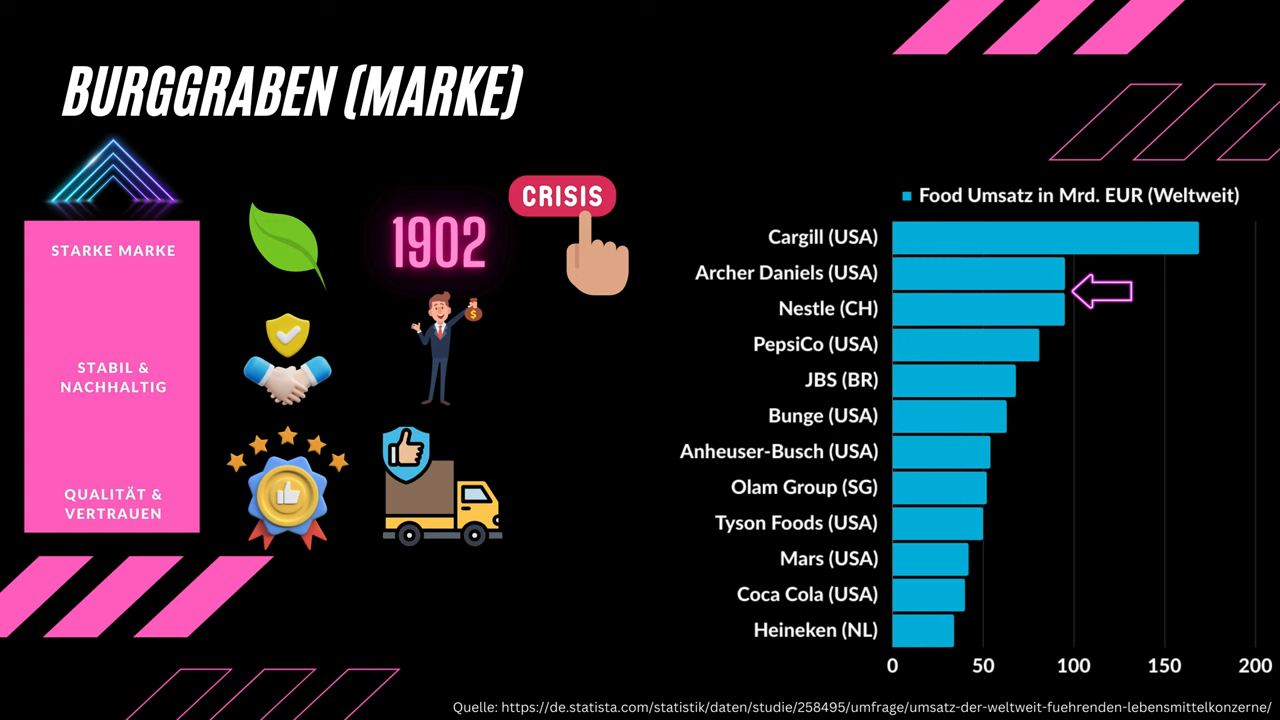 BURGGRABEN (MARKE)
STARKE MARKE
STABIL &
NACHHALTIG
QUALITÄT &
VERTRAUEN
1902
CRISIS
$
Food Umsatz in Mrd. EUR (Weltweit)
Cargill (USA)
Archer Daniels (USA)
Nestle (CH)
PepsiCo (USA)
JBS (BR)
Bunge (USA)
Anheuser-Busch (USA)
Olam Group (SG)
Tyson Foods (USA)
Mars (USA)
Coca Cola (USA)
Heineken (NL)
0 50 100 150 200
Quelle: https://de.statista.com/statistik/daten/studie/258495/umfrage/umsatz-der-weltweit-fuehrenden-lebensmittelkonzerne/